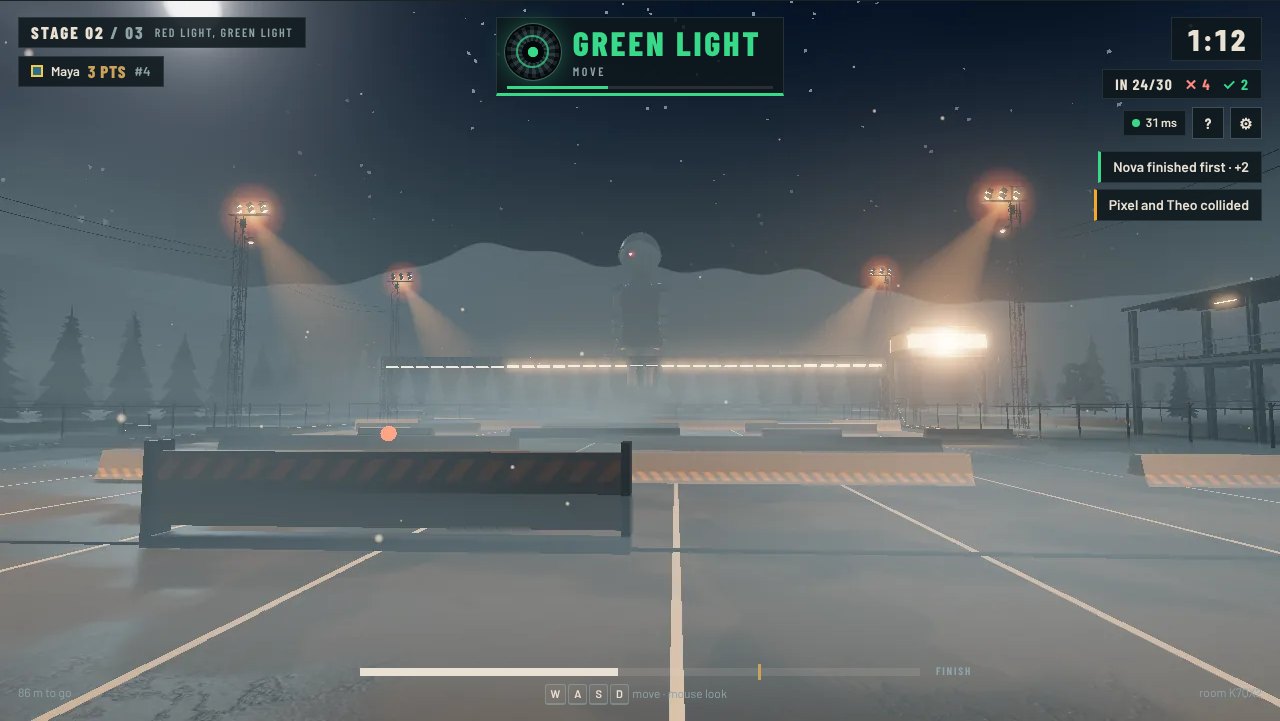 STAGE 02 / 03 RED LIGHT, GREEN LIGHT
Maya 3 PTS #4
GREEN LIGHT
MOVE
1:12
IN 24/30 ✕ 4 ✓ 2
31 ms ?
Nova finished first · +2
Pixel and Theo collided
FINISH
86 m to go
W A S D move · mouse look
room